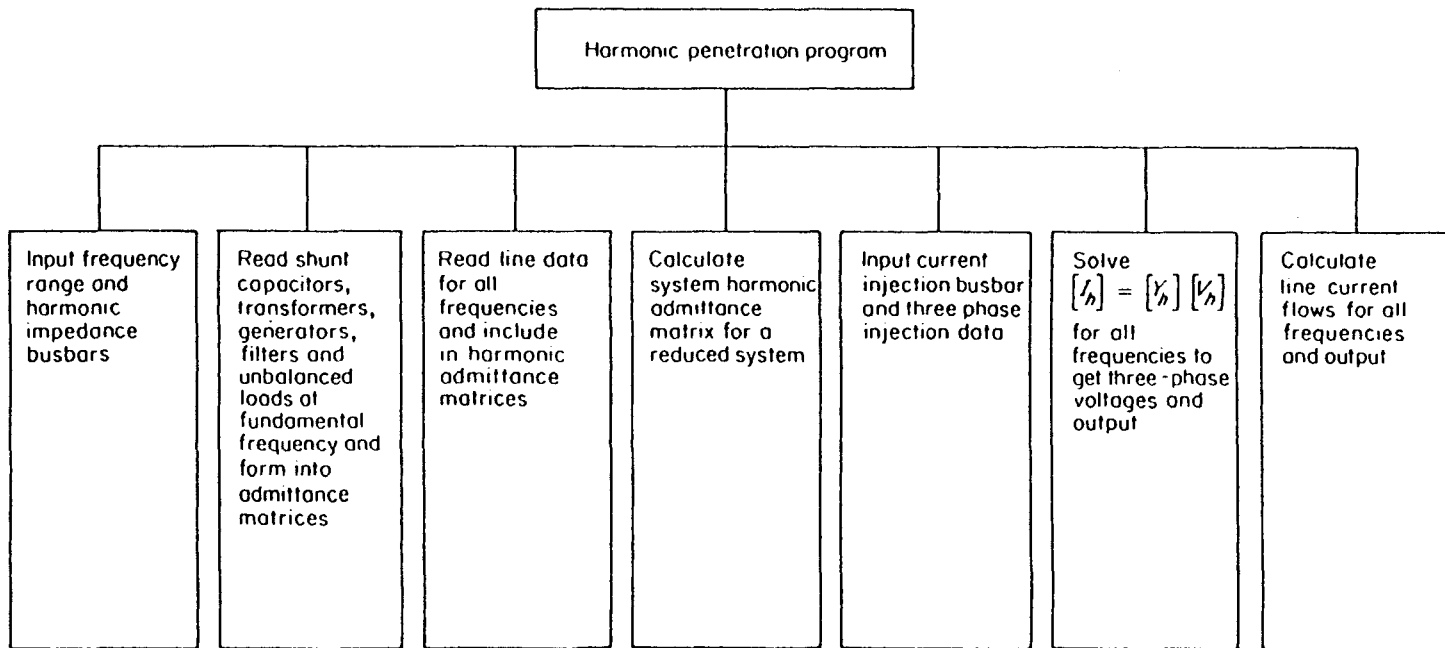 Harmonic penetration program
Input frequency
range and
harmonic
impedance
busbars
Read shunt
capacitors,
transformers,
generators,
filters and
unbalanced
loads at
fundamental
frequency and
form into
admittance
matrices
Read line data
for all
frequencies
and include
in harmonic
admittance
matrices
Calculate
system harmonic
admittance
matrix for a
reduced system
Input current
injection busbar
and three phase
injection data
Solve
[I_h] = [Y_h] [V_h]
for all
frequencies to
get three-phase
voltages and
output
Calculate
line current
flows for all
frequencies
and output